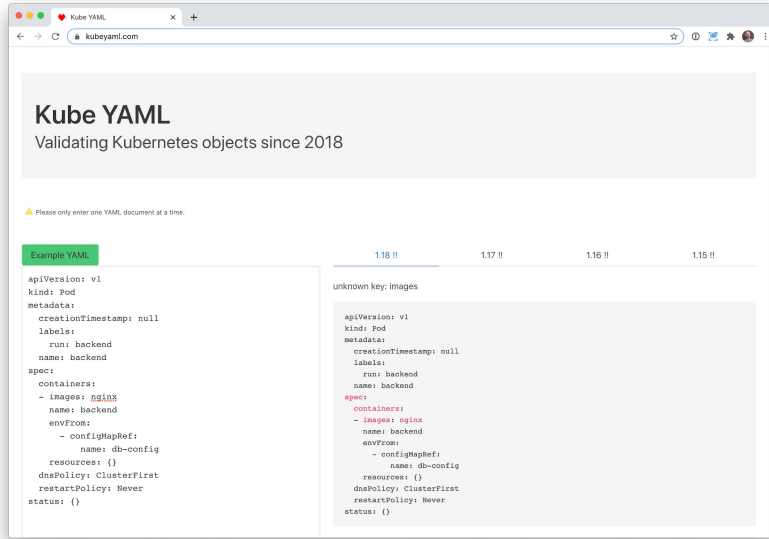 Kube YAML
kubeyaml.com
Kube YAML
Validating Kubernetes objects since 2018
Please only enter one YAML document at a time.
Example YAML
1.18 !!
1.17 !!
1.16 !!
1.15 !!
apiVersion: v1
kind: Pod
metadata:
  creationTimestamp: null
  labels:
    run: backend
  name: backend
spec:
  containers:
  - images: nginx
    name: backend
    envFrom:
      - configMapRef:
          name: db-config
    resources: {}
  dnsPolicy: ClusterFirst
  restartPolicy: Never
status: {}
unknown key: images
apiVersion: v1
kind: Pod
metadata:
  creationTimestamp: null
  labels:
    run: backend
  name: backend
spec:
  containers:
  - images: nginx
    name: backend
    envFrom:
      - configMapRef:
          name: db-config
    resources: {}
  dnsPolicy: ClusterFirst
  restartPolicy: Never
status: {}